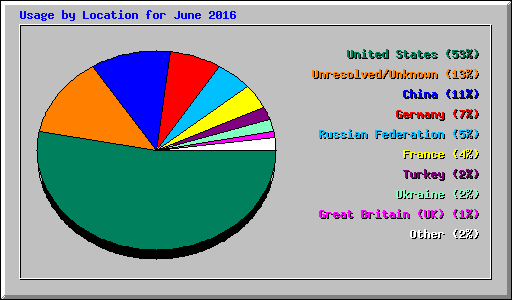 Usage by Location for June 2016
United States (53%)
Unresolved/Unknown (13%)
China (11%)
Germany (7%)
Russian Federation (5%)
France (4%)
Turkey (2%)
Ukraine (2%)
Great Britain (UK) (1%)
Other (2%)